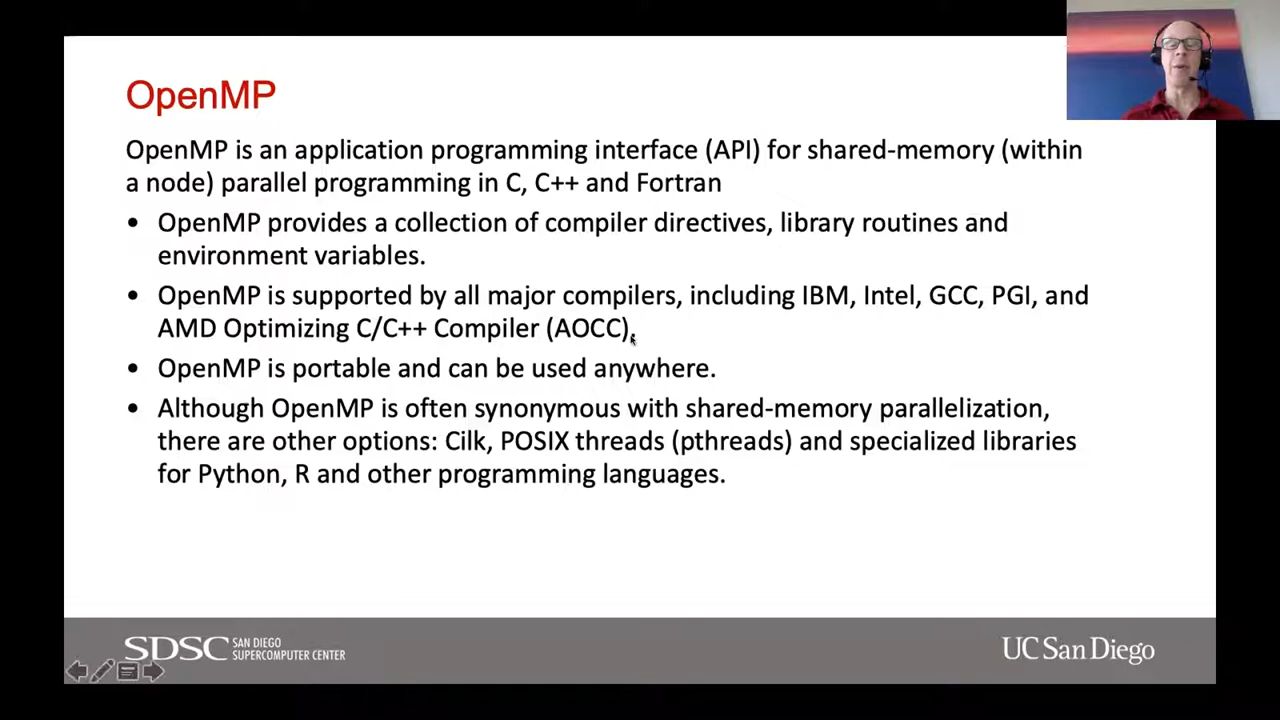 OpenMP
OpenMP is an application programming interface (API) for shared-memory (within
a node) parallel programming in C, C++ and Fortran
• OpenMP provides a collection of compiler directives, library routines and
environment variables.
• OpenMP is supported by all major compilers, including IBM, Intel, GCC, PGI, and
AMD Optimizing C/C++ Compiler (AOCC).
• OpenMP is portable and can be used anywhere.
• Although OpenMP is often synonymous with shared-memory parallelization,
there are other options: Cilk, POSIX threads (pthreads) and specialized libraries
for Python, R and other programming languages.
SDSC SAN DIEGO
SUPERCOMPUTER CENTER
UC San Diego